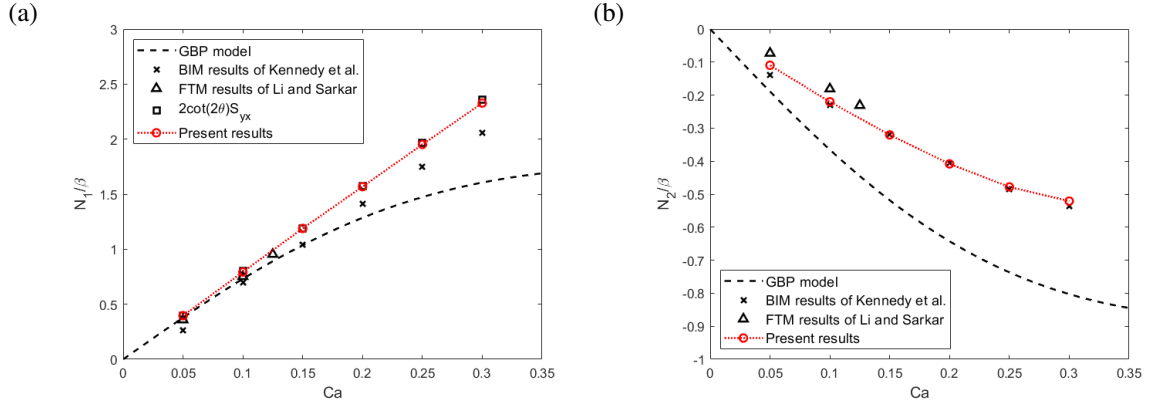 (a)
3
2.5
2
1.5
1
0.5
0
N1/β
GBP model
BIM results of Kennedy et al.
FTM results of Li and Sarkar
2cot(2θ)Syx
Present results
0 0.05 0.1 0.15 0.2 0.25 0.3 0.35
Ca
(b)
0
-0.1
-0.2
-0.3
-0.4
-0.5
-0.6
-0.7
-0.8
-0.9
-1
N2/β
GBP model
BIM results of Kennedy et al.
FTM results of Li and Sarkar
Present results
0 0.05 0.1 0.15 0.2 0.25 0.3 0.35
Ca